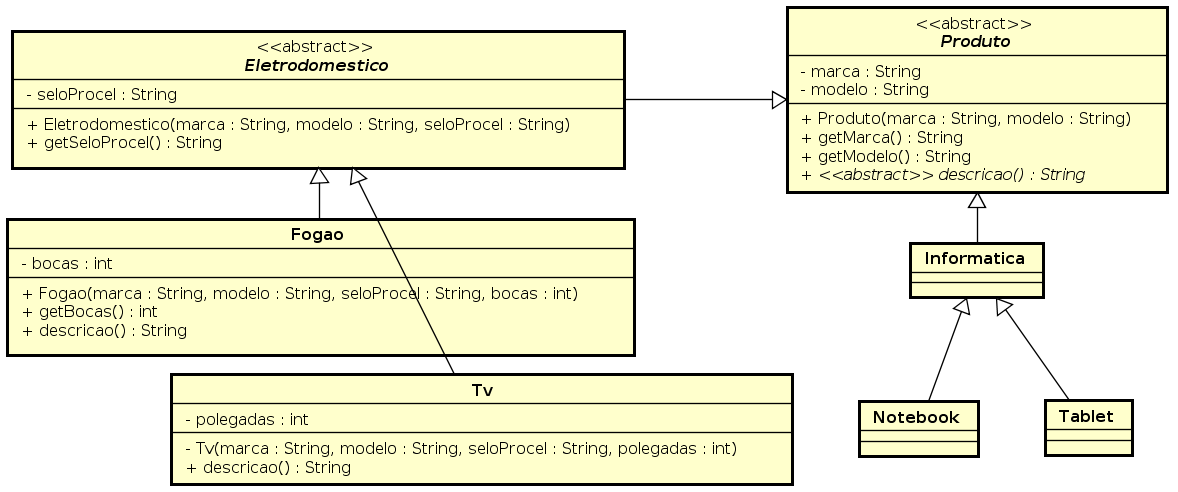 <<abstract>>
Eletrodomestico
- seloProcel : String
+ Eletrodomestico(marca : String, modelo : String, seloProcel : String)
+ getSeloProcel() : String
<<abstract>>
Produto
- marca : String
- modelo : String
+ Produto(marca : String, modelo : String)
+ getMarca() : String
+ getModelo() : String
+ <<abstract>> descricao() : String
Fogao
- bocas : int
+ Fogao(marca : String, modelo : String, seloProcel : String, bocas : int)
+ getBocas() : int
+ descricao() : String
Informatica
Tv
- polegadas : int
- Tv(marca : String, modelo : String, seloProcel : String, polegadas : int)
+ descricao() : String
Notebook
Tablet